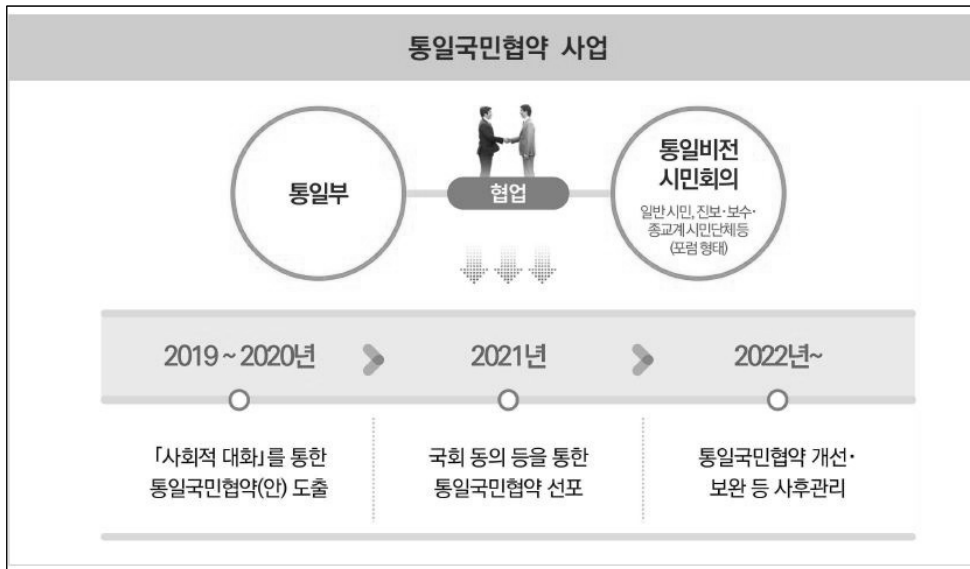 통일국민협약 사업
통일부
협업
통일비전
시민회의
일반 시민, 진보·보수·
종교계 시민단체 등
(포럼 형태)
2019 ~ 2020년
2021년
2022년~
「사회적 대화」를 통한
통일국민협약(안) 도출
국회 동의 등을 통한
통일국민협약 선포
통일국민협약 개선·
보완 등 사후관리